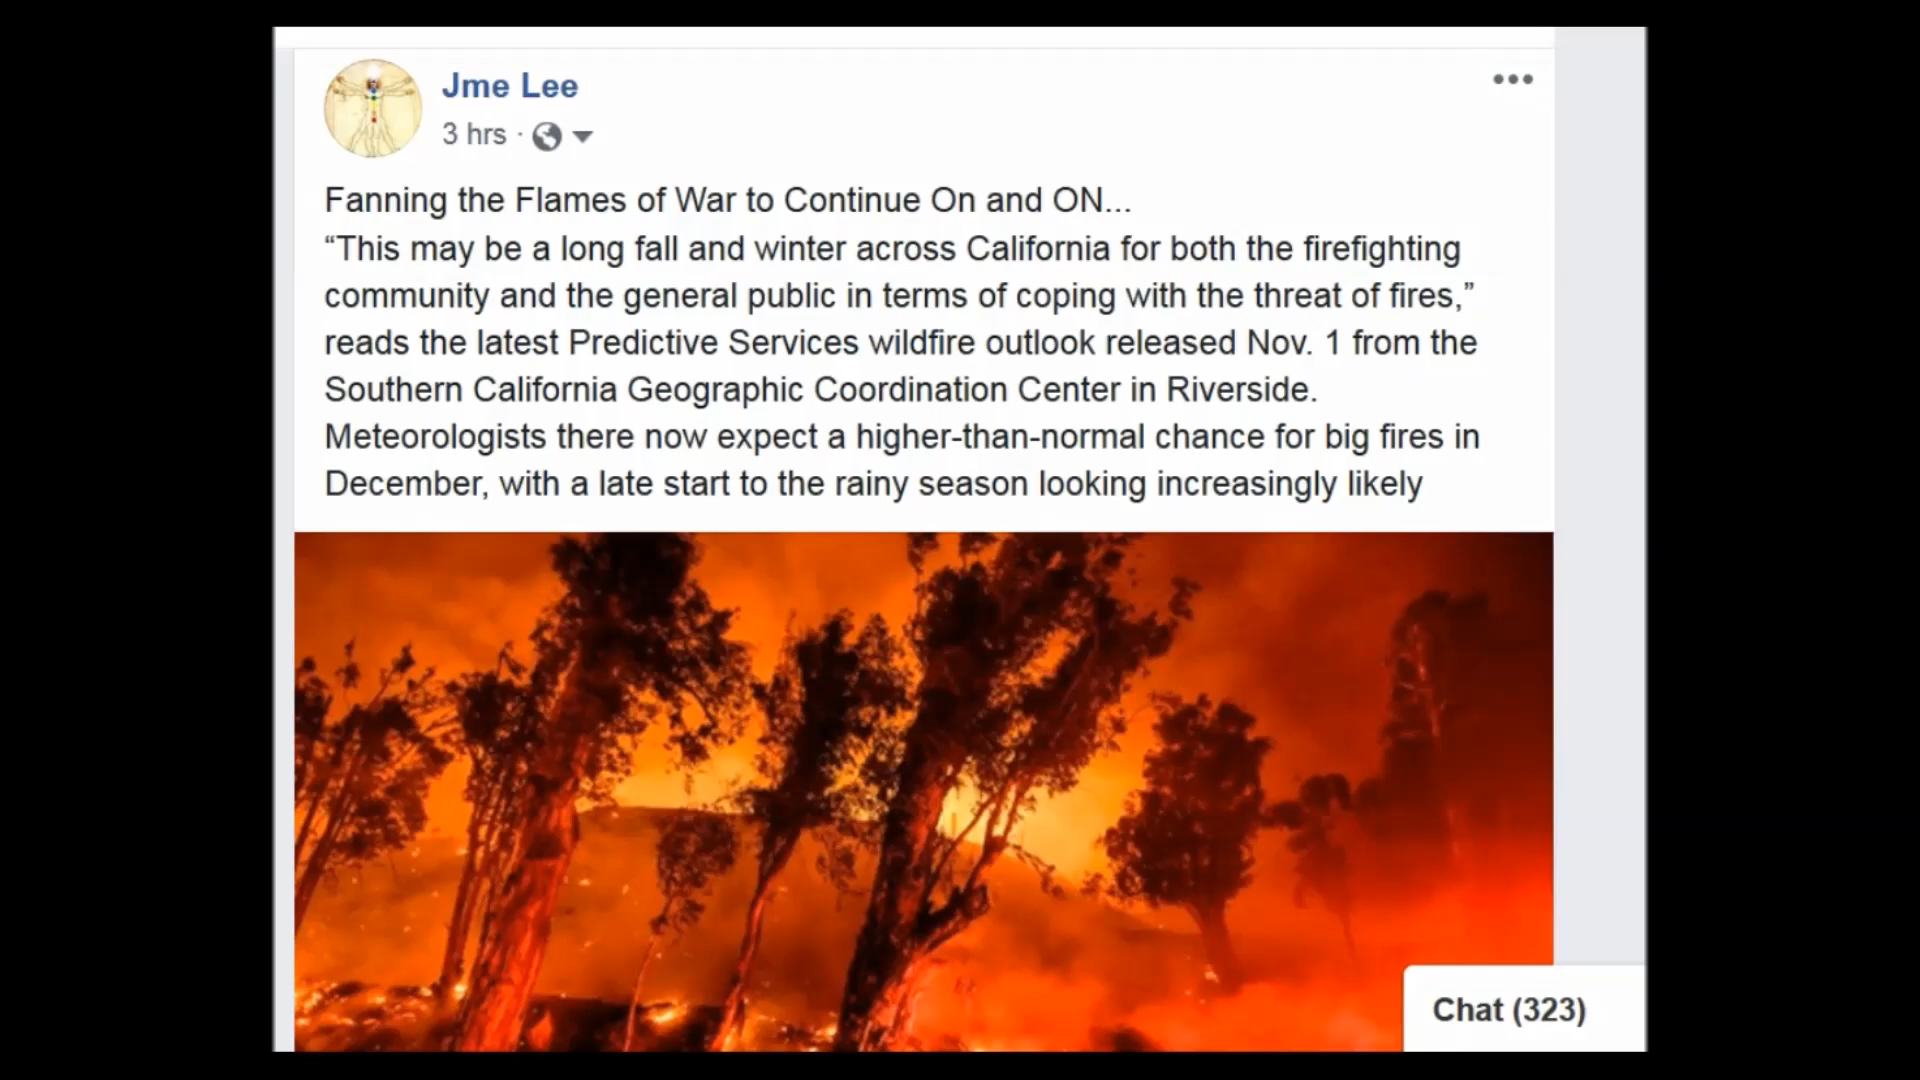 Jme Lee
3 hrs ·
Fanning the Flames of War to Continue On and ON...
“This may be a long fall and winter across California for both the firefighting
community and the general public in terms of coping with the threat of fires,”
reads the latest Predictive Services wildfire outlook released Nov. 1 from the
Southern California Geographic Coordination Center in Riverside.
Meteorologists there now expect a higher-than-normal chance for big fires in
December, with a late start to the rainy season looking increasingly likely
Chat (323)